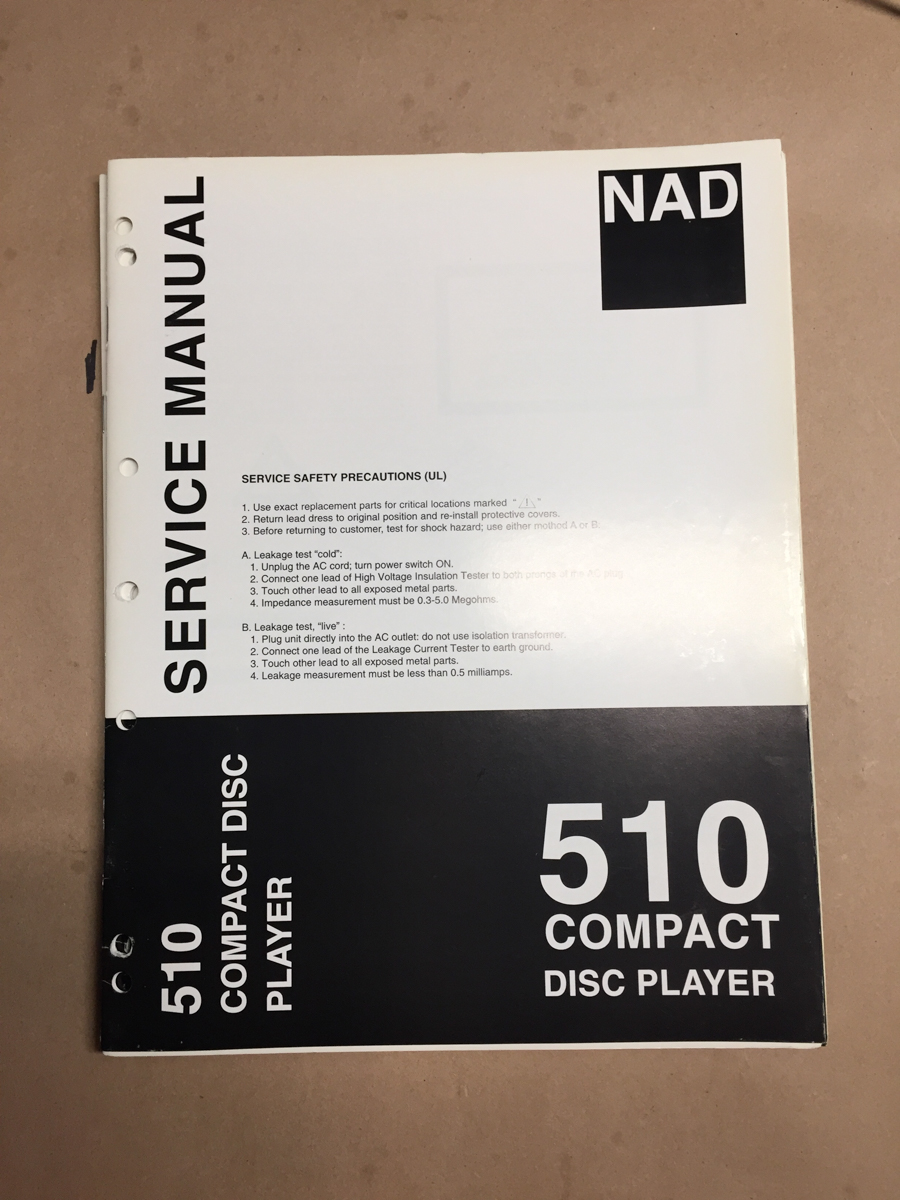 NAD
SERVICE MANUAL
SERVICE SAFETY PRECAUTIONS (UL)
1. Use exact replacement parts for critical locations marked " ⚠ "
2. Return lead dress to original position and re-install protective covers.
3. Before returning to customer, test for shock hazard; use either mothod A or B:
A. Leakage test "cold":
1. Unplug the AC cord; turn power switch ON.
2. Connect one lead of High Voltage Insulation Tester to both prongs of the AC plug.
3. Touch other lead to all exposed metal parts.
4. Impedance measurement must be 0.3-5.0 Megohms.
B. Leakage test, "live" :
1. Plug unit directly into the AC outlet: do not use isolation transformer.
2. Connect one lead of the Leakage Current Tester to earth ground.
3. Touch other lead to all exposed metal parts.
4. Leakage measurement must be less than 0.5 milliamps.
510
COMPACT DISC
PLAYER
510
COMPACT
DISC PLAYER